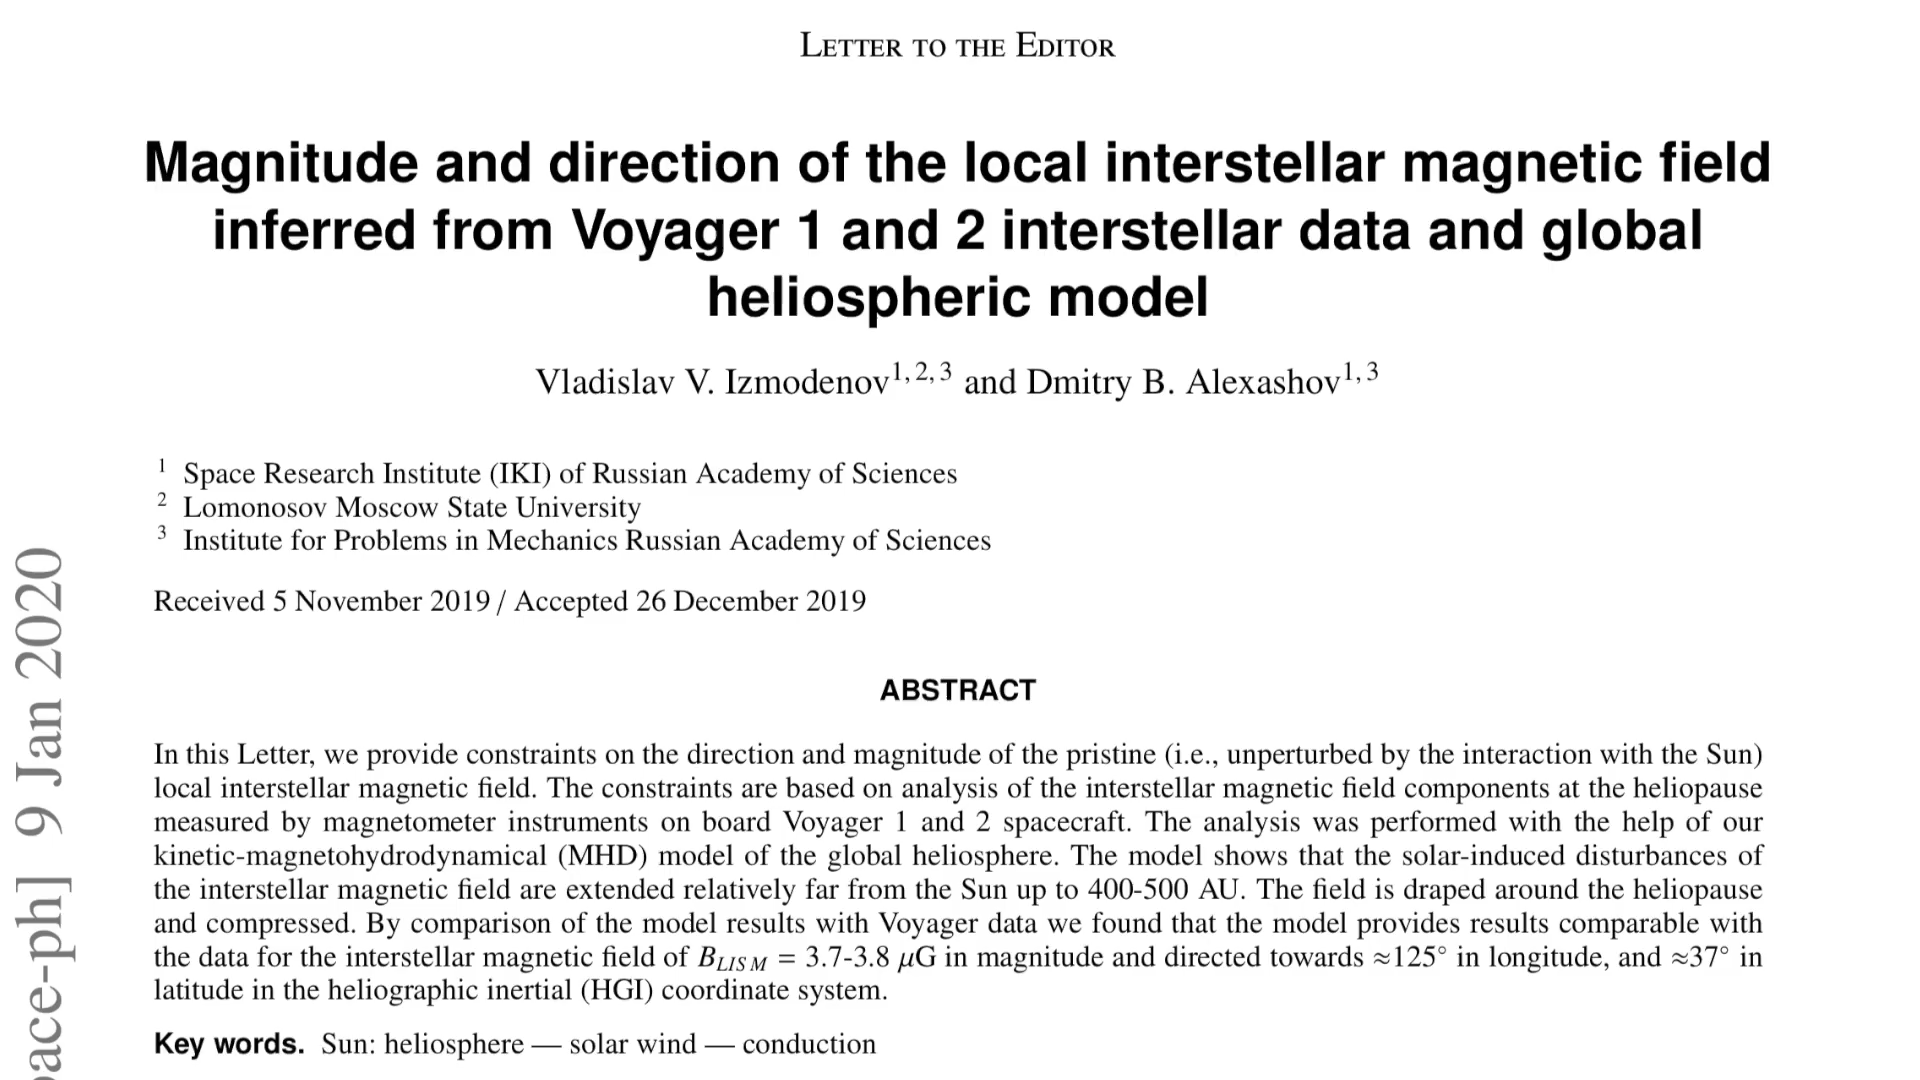 LETTER TO THE EDITOR
Magnitude and direction of the local interstellar magnetic field
inferred from Voyager 1 and 2 interstellar data and global
heliospheric model
Vladislav V. Izmodenov1, 2, 3 and Dmitry B. Alexashov1, 3
1 Space Research Institute (IKI) of Russian Academy of Sciences
2 Lomonosov Moscow State University
3 Institute for Problems in Mechanics Russian Academy of Sciences
Received 5 November 2019 / Accepted 26 December 2019
ABSTRACT
In this Letter, we provide constraints on the direction and magnitude of the pristine (i.e., unperturbed by the interaction with the Sun)
local interstellar magnetic field. The constraints are based on analysis of the interstellar magnetic field components at the heliopause
measured by magnetometer instruments on board Voyager 1 and 2 spacecraft. The analysis was performed with the help of our
kinetic-magnetohydrodynamical (MHD) model of the global heliosphere. The model shows that the solar-induced disturbances of
the interstellar magnetic field are extended relatively far from the Sun up to 400-500 AU. The field is draped around the heliopause
and compressed. By comparison of the model results with Voyager data we found that the model provides results comparable with
the data for the interstellar magnetic field of BLISM = 3.7-3.8 μG in magnitude and directed towards ≈125° in longitude, and ≈37° in
latitude in the heliographic inertial (HGI) coordinate system.
Key words. Sun: heliosphere — solar wind — conduction
ace-ph] 9 Jan 2020